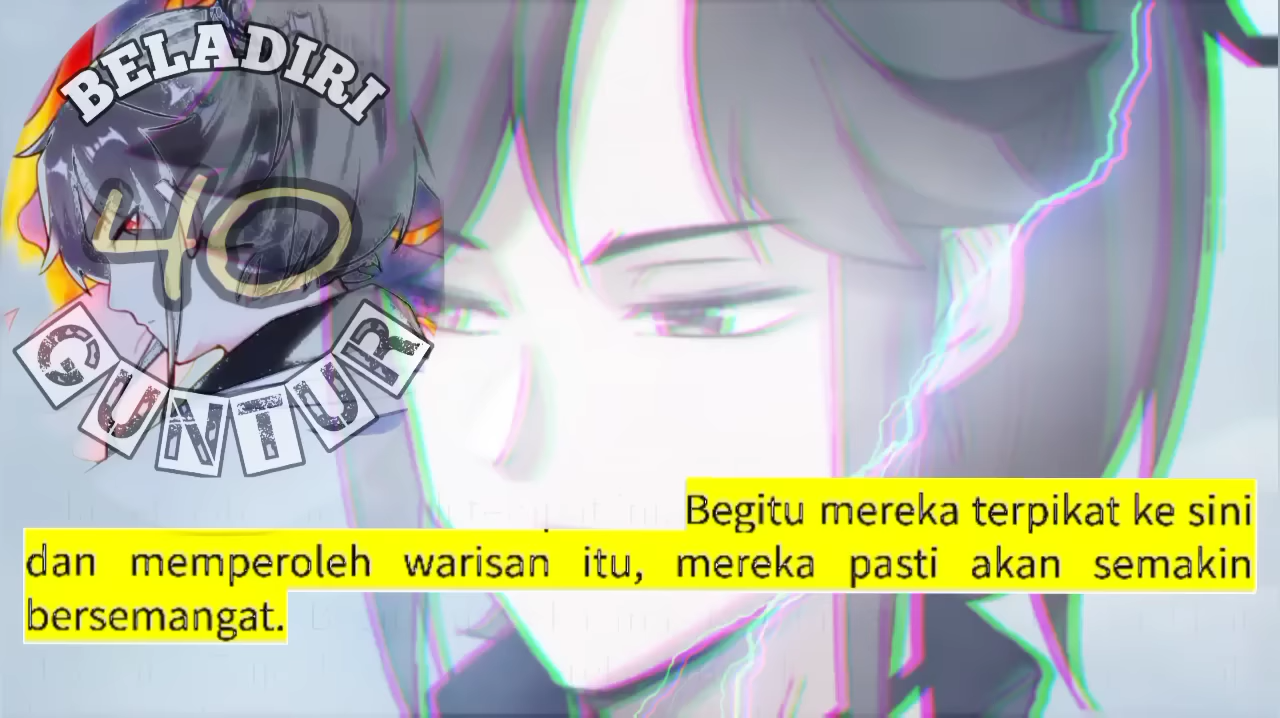 BELADIRI
40
GUNTUR
Begitu mereka terpikat ke sini
dan memperoleh warisan itu, mereka pasti akan semakin
bersemangat.